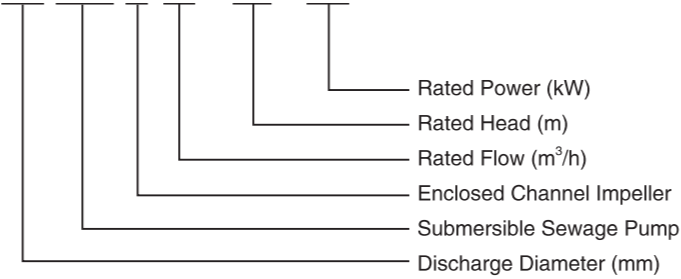 Rated Power (kW)
Rated Head (m)
Rated Flow (m³/h)
Enclosed Channel Impeller
Submersible Sewage Pump
Discharge Diameter (mm)